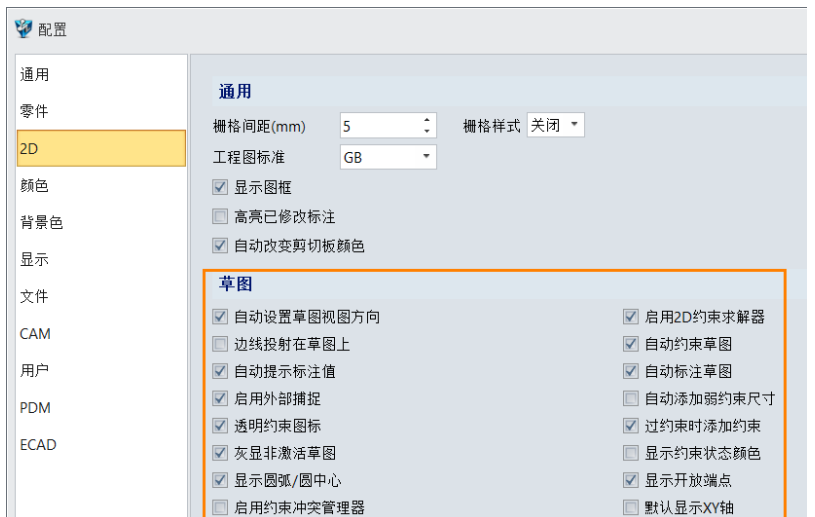 配置
通用
零件
2D
颜色
背景色
显示
文件
CAM
用户
PDM
ECAD
通用
栅格间距(mm) 5 栅格样式 关闭
工程图标准 GB
显示图框
高亮已修改标注
自动改变剪切板颜色
草图
自动设置草图视图方向 启用2D约束求解器
边线投射在草图上 自动约束草图
自动提示标注值 自动标注草图
启用外部捕捉 自动添加弱约束尺寸
透明约束图标 过约束时添加约束
灰显非激活草图 显示约束状态颜色
显示圆弧/圆中心 显示开放端点
启用约束冲突管理器 默认显示XY轴